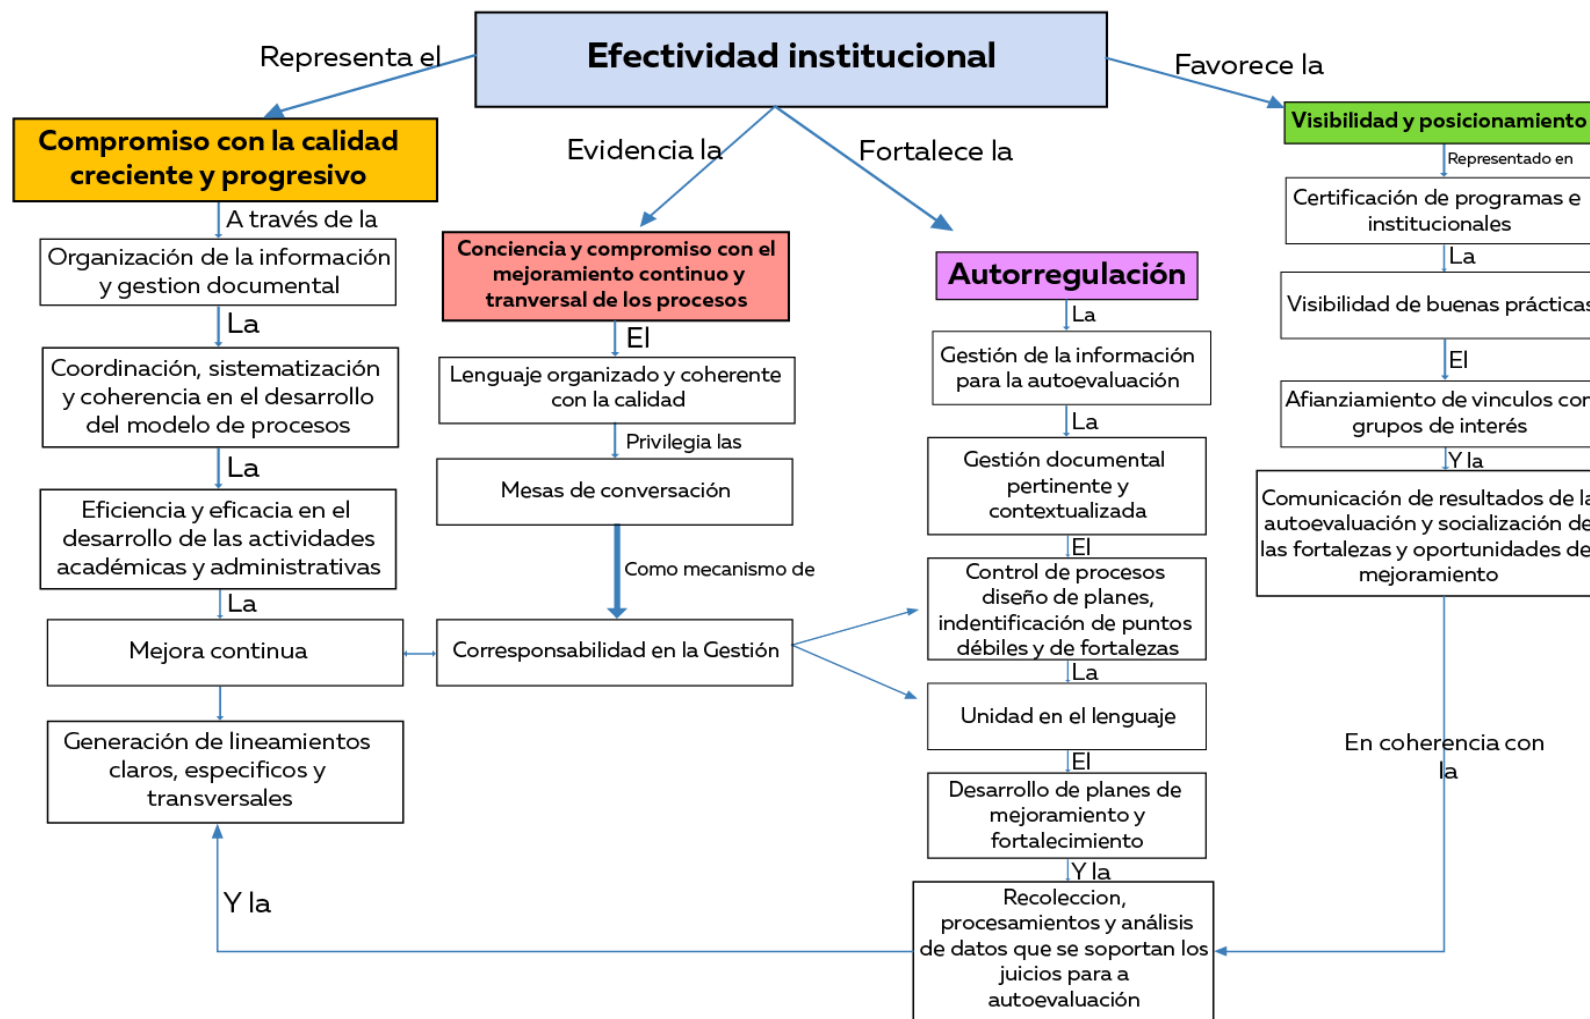 Efectividad institucional
Representa el
Favorece la
Evidencia la
Fortalece la
Compromiso con la calidad
creciente y progresivo
A través de la
Organización de la información
y gestion documental
La
Coordinación, sistematización
y coherencia en el desarrollo
del modelo de procesos
La
Eficiencia y eficacia en el
desarrollo de las actividades
académicas y administrativas
La
Mejora continua
Generación de lineamientos
claros, especificos y
transversales
Y la
Conciencia y compromiso con el
mejoramiento continuo y
tranversal de los procesos
El
Lenguaje organizado y coherente
con la calidad
Privilegia las
Mesas de conversación
Como mecanismo de
Corresponsabilidad en la Gestión
Autorregulación
La
Gestión de la información
para la autoevaluación
La
Gestión documental
pertinente y
contextualizada
El
Control de procesos
diseño de planes,
indentificación de puntos
débiles y de fortalezas
La
Unidad en el lenguaje
El
Desarrollo de planes de
mejoramiento y
fortalecimiento
Y la
Recoleccion,
procesamientos y análisis
de datos que se soportan los
juicios para a
autoevaluación
Visibilidad y posicionamiento
Representado en
Certificación de programas e
institucionales
La
Visibilidad de buenas prácticas
El
Afianziamiento de vinculos con
grupos de interés
Y la
Comunicación de resultados de la
autoevaluación y socialización de
las fortalezas y oportunidades de
mejoramiento
En coherencia con
la